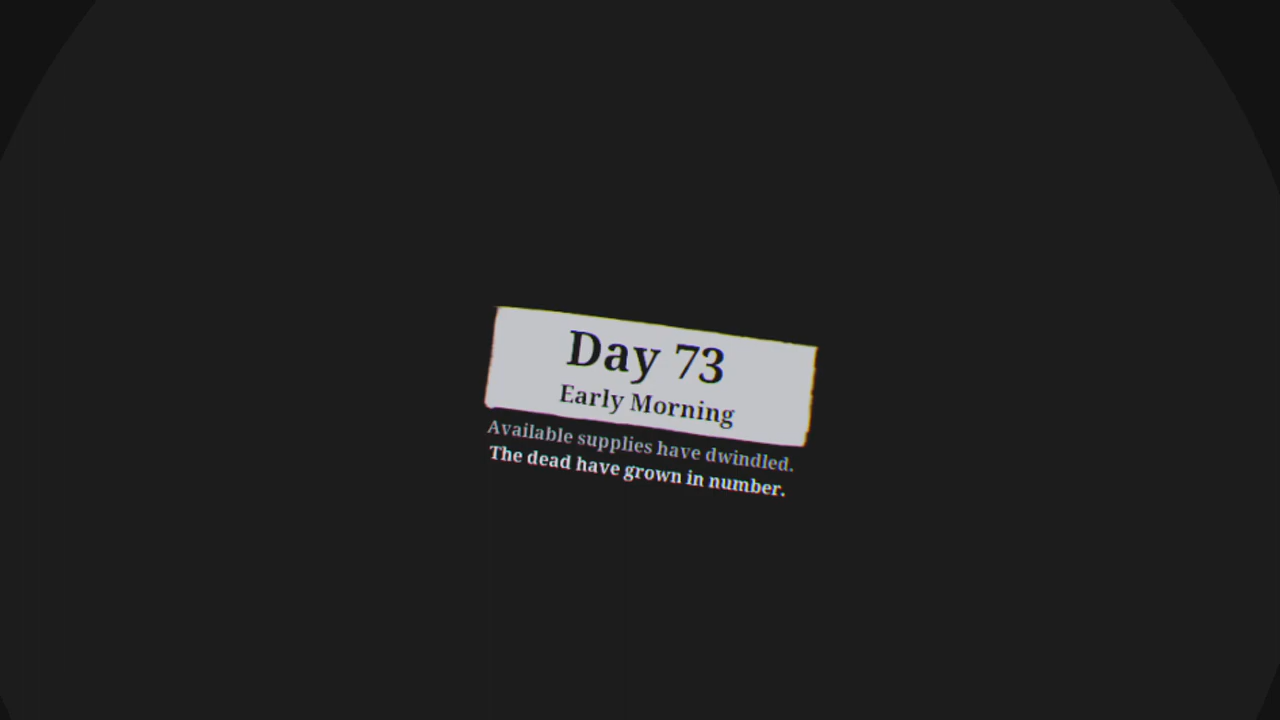 Day 73
Early Morning
Available supplies have dwindled.
The dead have grown in number.